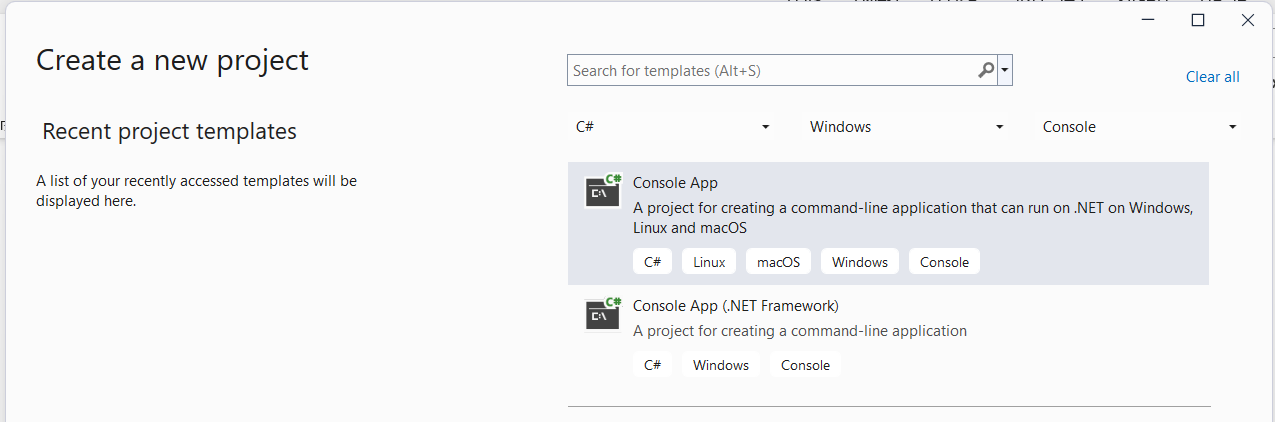 Create a new project
Search for templates (Alt+S)
Clear all
Recent project templates
A list of your recently accessed templates will be
displayed here.
C#
Windows
Console
C#
C:\
Console App
A project for creating a command-line application that can run on .NET on Windows,
Linux and macOS
C# Linux macOS Windows Console
C#
C:\
Console App (.NET Framework)
A project for creating a command-line application
C# Windows Console